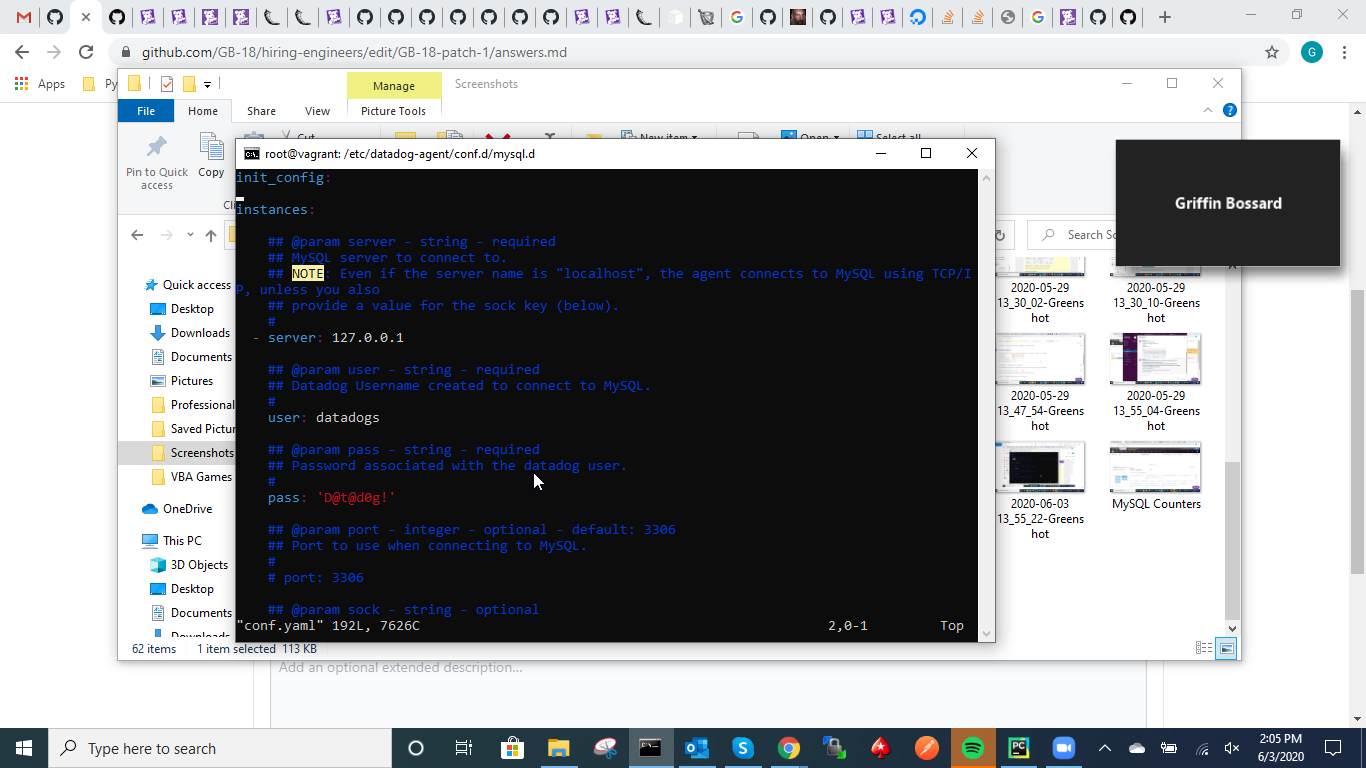 github.com/GB-18/hiring-engineers/edit/GB-18-patch-1/answers.md
G
Apps
Py
Manage
Screenshots
File
Home
Share
View
Picture Tools
Pin to Quick
access
Copy
Cut
New item
Open
Select all
root@vagrant: /etc/datadog-agent/conf.d/mysql.d
init_config:
instances:
## @param server - string - required
## MySQL server to connect to.
## NOTE: Even if the server name is "localhost", the agent connects to MySQL using TCP/I
P, unless you also
## provide a value for the sock key (below).
#
- server: 127.0.0.1
## @param user - string - required
## Datadog Username created to connect to MySQL.
#
user: datadogs
## @param pass - string - required
## Password associated with the datadog user.
#
pass: 'D@t@d0g!'
## @param port - integer - optional - default: 3306
## Port to use when connecting to MySQL.
#
# port: 3306
## @param sock - string - optional
"conf.yaml" 192L, 7626C 2,0-1 Top
Griffin Bossard
Search Sc
Quick access
Desktop
Downloads
Documents
Pictures
Professional
Saved Pictur
Screenshots
VBA Games
OneDrive
This PC
3D Objects
Desktop
Documents
Downloads
2020-05-29
13_30_02-Greens
hot
2020-05-29
13_30_10-Greens
hot
2020-05-29
13_47_54-Greens
hot
2020-05-29
13_55_04-Greens
hot
2020-06-03
13_55_22-Greens
hot
MySQL Counters
62 items 1 item selected 113 KB
Add an optional extended description...
Type here to search
2:05 PM
6/3/2020